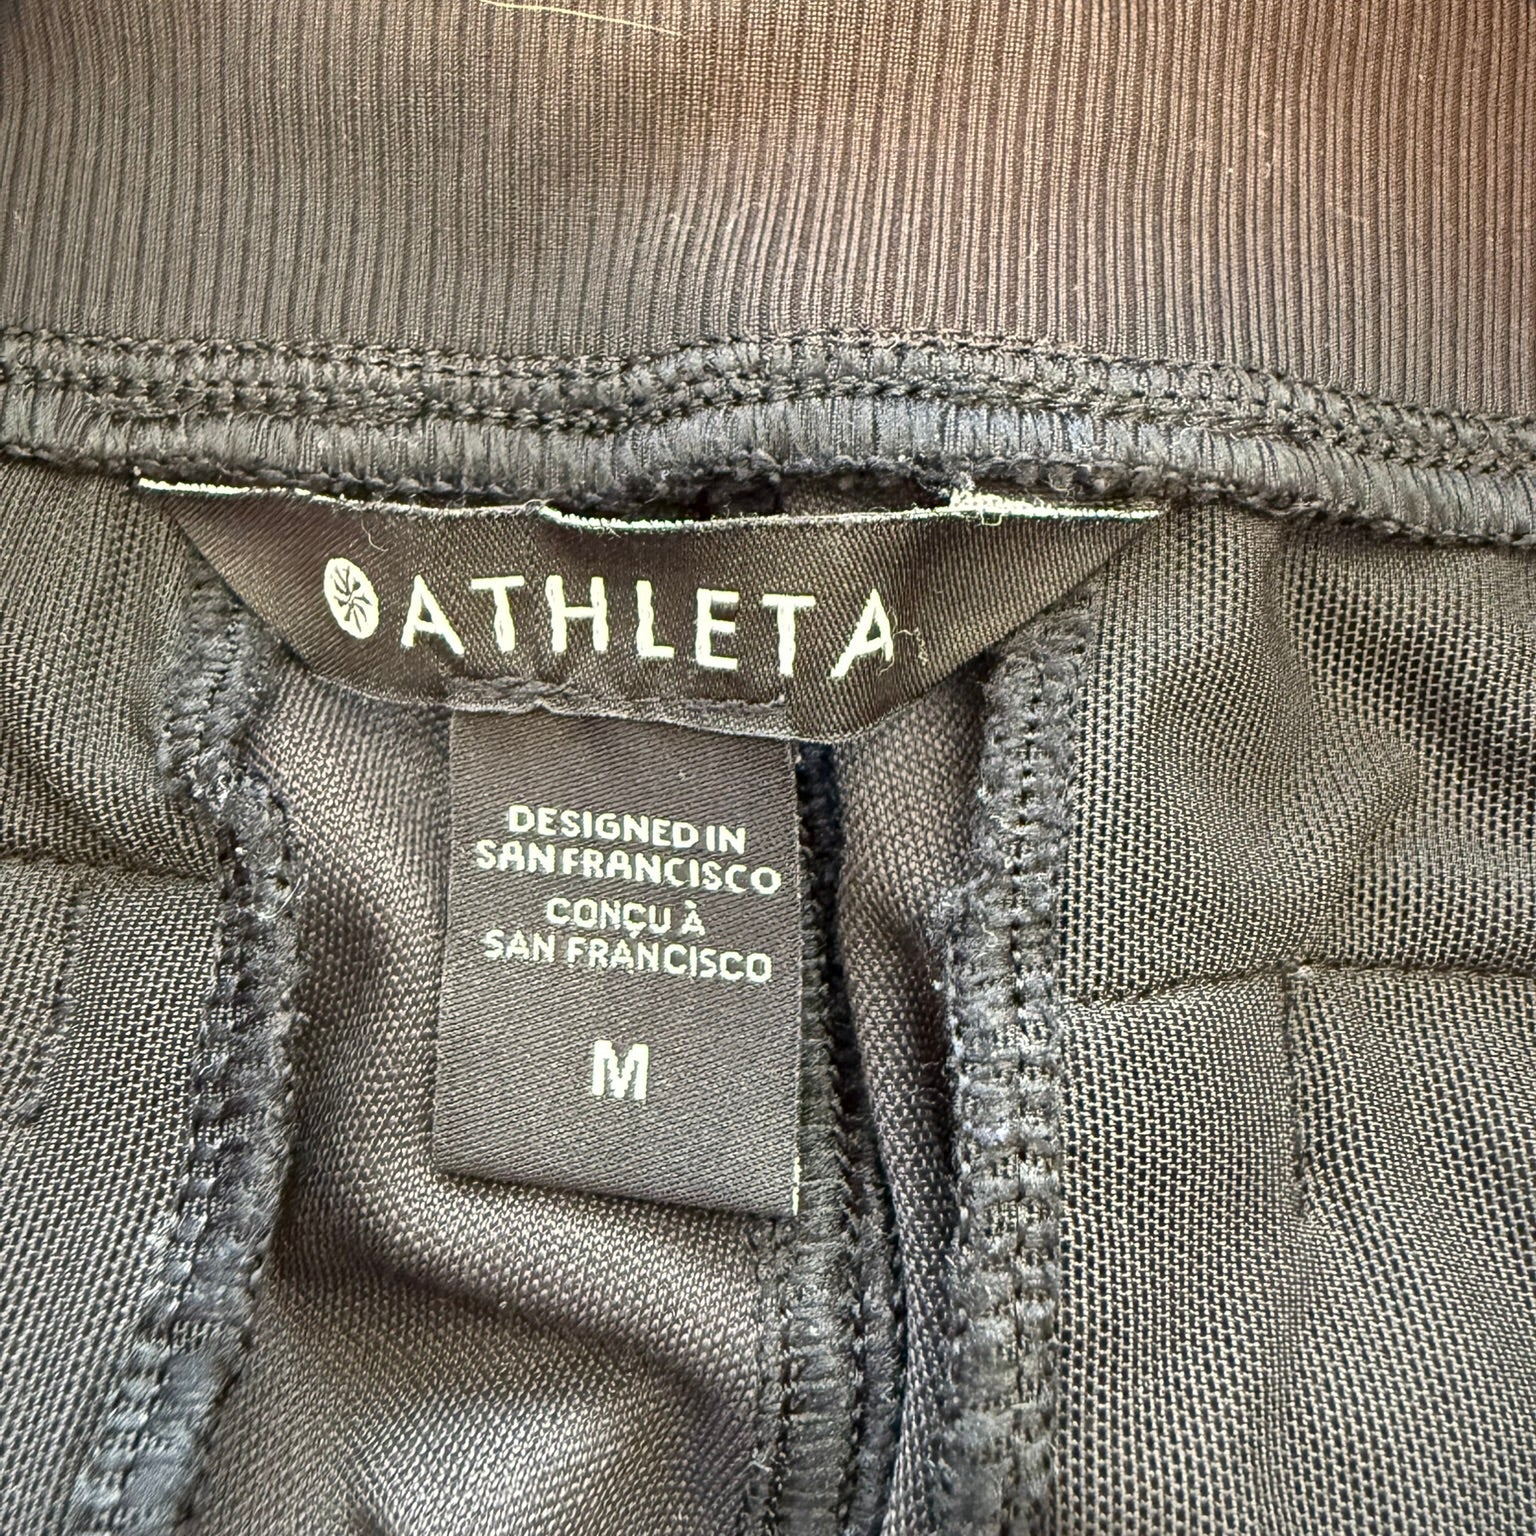 ATHLETA
DESIGNED IN
SAN FRANCISCO
CONÇU À
SAN FRANCISCO
M